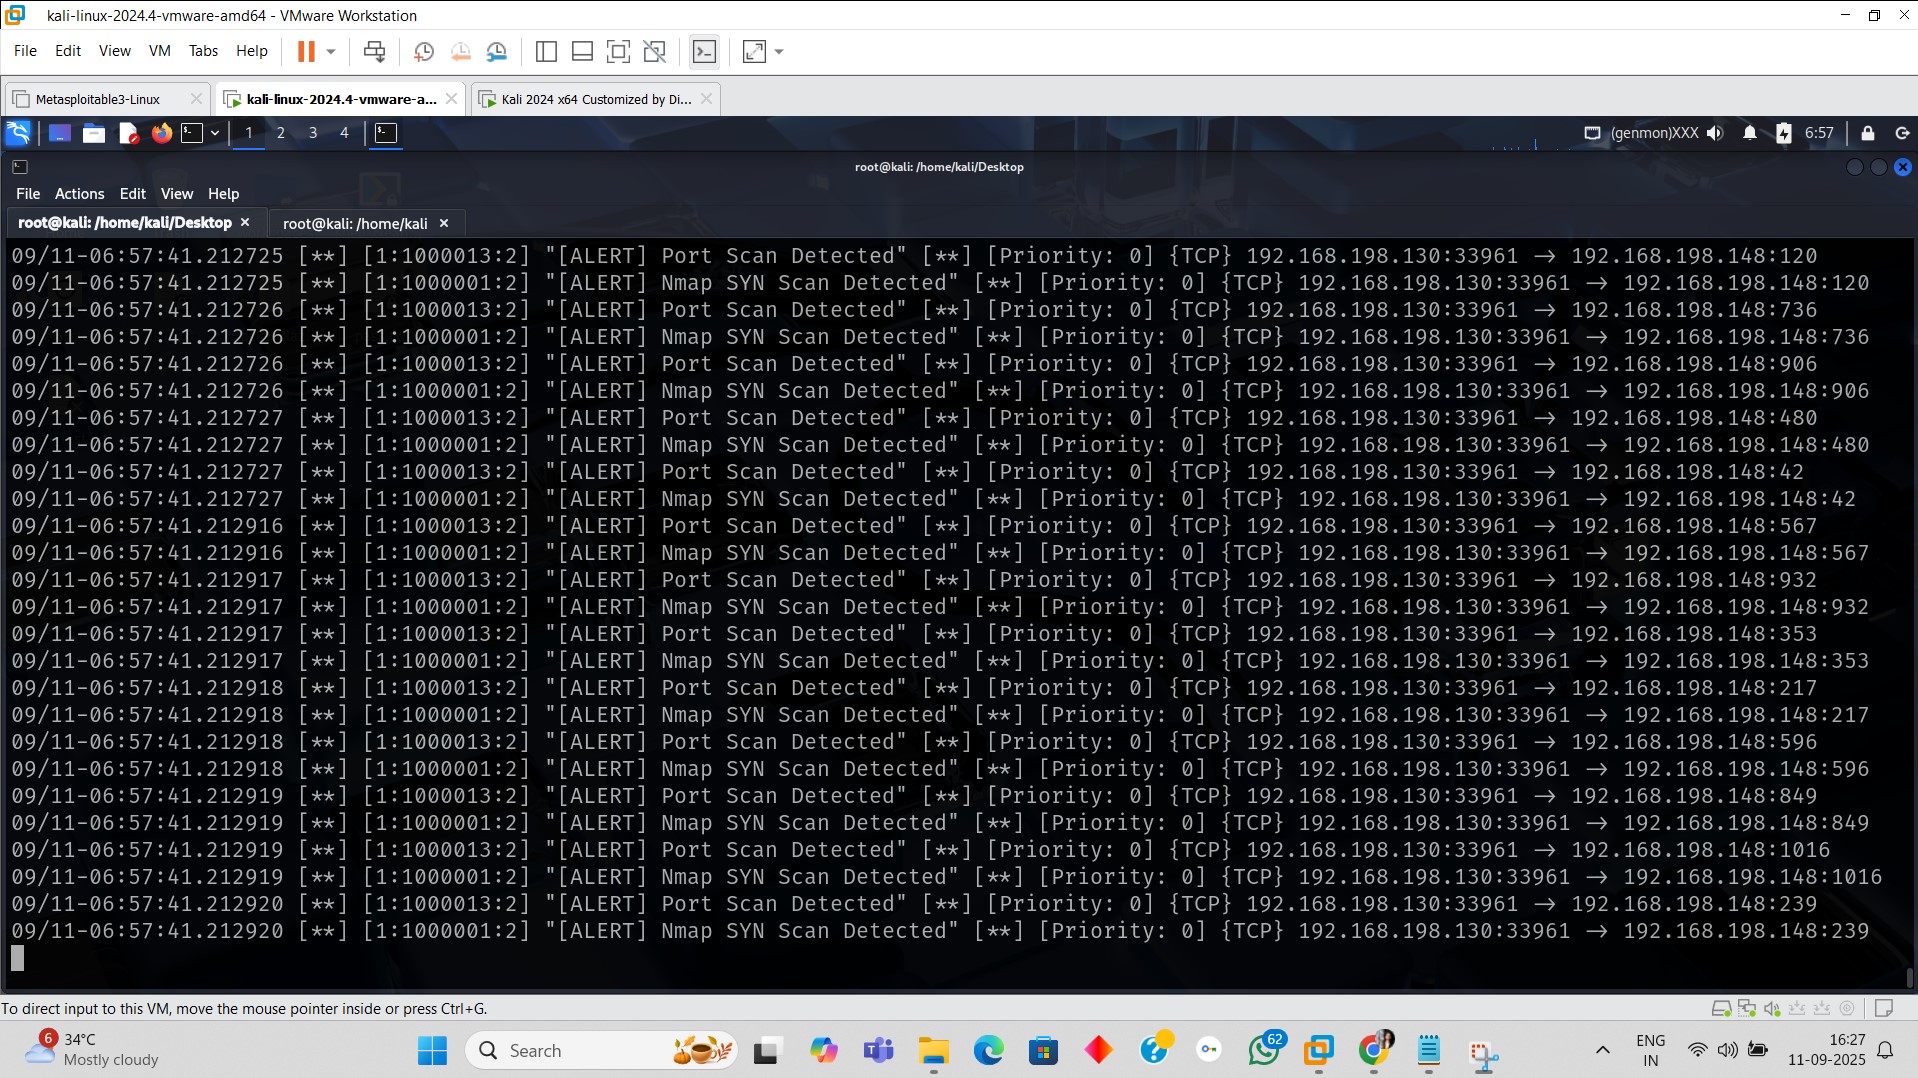 kali-linux-2024.4-vmware-amd64 - VMware Workstation
File Edit View VM Tabs Help
Metasploitable3-Linux kali-linux-2024.4-vmware-a... Kali 2024 x64 Customized by Di...
1 2 3 4 (genmon)XXX 6:57
root@kali: /home/kali/Desktop
File Actions Edit View Help
root@kali: /home/kali/Desktop × root@kali: /home/kali ×
09/11-06:57:41.212725 [**] [1:1000013:2] "[ALERT] Port Scan Detected" [**] [Priority: 0] {TCP} 192.168.198.130:33961 → 192.168.198.148:120
09/11-06:57:41.212725 [**] [1:1000001:2] "[ALERT] Nmap SYN Scan Detected" [**] [Priority: 0] {TCP} 192.168.198.130:33961 → 192.168.198.148:120
09/11-06:57:41.212726 [**] [1:1000013:2] "[ALERT] Port Scan Detected" [**] [Priority: 0] {TCP} 192.168.198.130:33961 → 192.168.198.148:736
09/11-06:57:41.212726 [**] [1:1000001:2] "[ALERT] Nmap SYN Scan Detected" [**] [Priority: 0] {TCP} 192.168.198.130:33961 → 192.168.198.148:736
09/11-06:57:41.212726 [**] [1:1000013:2] "[ALERT] Port Scan Detected" [**] [Priority: 0] {TCP} 192.168.198.130:33961 → 192.168.198.148:906
09/11-06:57:41.212726 [**] [1:1000001:2] "[ALERT] Nmap SYN Scan Detected" [**] [Priority: 0] {TCP} 192.168.198.130:33961 → 192.168.198.148:906
09/11-06:57:41.212727 [**] [1:1000013:2] "[ALERT] Port Scan Detected" [**] [Priority: 0] {TCP} 192.168.198.130:33961 → 192.168.198.148:480
09/11-06:57:41.212727 [**] [1:1000001:2] "[ALERT] Nmap SYN Scan Detected" [**] [Priority: 0] {TCP} 192.168.198.130:33961 → 192.168.198.148:480
09/11-06:57:41.212727 [**] [1:1000013:2] "[ALERT] Port Scan Detected" [**] [Priority: 0] {TCP} 192.168.198.130:33961 → 192.168.198.148:42
09/11-06:57:41.212727 [**] [1:1000001:2] "[ALERT] Nmap SYN Scan Detected" [**] [Priority: 0] {TCP} 192.168.198.130:33961 → 192.168.198.148:42
09/11-06:57:41.212916 [**] [1:1000013:2] "[ALERT] Port Scan Detected" [**] [Priority: 0] {TCP} 192.168.198.130:33961 → 192.168.198.148:567
09/11-06:57:41.212916 [**] [1:1000001:2] "[ALERT] Nmap SYN Scan Detected" [**] [Priority: 0] {TCP} 192.168.198.130:33961 → 192.168.198.148:567
09/11-06:57:41.212917 [**] [1:1000013:2] "[ALERT] Port Scan Detected" [**] [Priority: 0] {TCP} 192.168.198.130:33961 → 192.168.198.148:932
09/11-06:57:41.212917 [**] [1:1000001:2] "[ALERT] Nmap SYN Scan Detected" [**] [Priority: 0] {TCP} 192.168.198.130:33961 → 192.168.198.148:932
09/11-06:57:41.212917 [**] [1:1000013:2] "[ALERT] Port Scan Detected" [**] [Priority: 0] {TCP} 192.168.198.130:33961 → 192.168.198.148:353
09/11-06:57:41.212917 [**] [1:1000001:2] "[ALERT] Nmap SYN Scan Detected" [**] [Priority: 0] {TCP} 192.168.198.130:33961 → 192.168.198.148:353
09/11-06:57:41.212918 [**] [1:1000013:2] "[ALERT] Port Scan Detected" [**] [Priority: 0] {TCP} 192.168.198.130:33961 → 192.168.198.148:217
09/11-06:57:41.212918 [**] [1:1000001:2] "[ALERT] Nmap SYN Scan Detected" [**] [Priority: 0] {TCP} 192.168.198.130:33961 → 192.168.198.148:217
09/11-06:57:41.212918 [**] [1:1000013:2] "[ALERT] Port Scan Detected" [**] [Priority: 0] {TCP} 192.168.198.130:33961 → 192.168.198.148:596
09/11-06:57:41.212918 [**] [1:1000001:2] "[ALERT] Nmap SYN Scan Detected" [**] [Priority: 0] {TCP} 192.168.198.130:33961 → 192.168.198.148:596
09/11-06:57:41.212919 [**] [1:1000013:2] "[ALERT] Port Scan Detected" [**] [Priority: 0] {TCP} 192.168.198.130:33961 → 192.168.198.148:849
09/11-06:57:41.212919 [**] [1:1000001:2] "[ALERT] Nmap SYN Scan Detected" [**] [Priority: 0] {TCP} 192.168.198.130:33961 → 192.168.198.148:849
09/11-06:57:41.212919 [**] [1:1000013:2] "[ALERT] Port Scan Detected" [**] [Priority: 0] {TCP} 192.168.198.130:33961 → 192.168.198.148:1016
09/11-06:57:41.212919 [**] [1:1000001:2] "[ALERT] Nmap SYN Scan Detected" [**] [Priority: 0] {TCP} 192.168.198.130:33961 → 192.168.198.148:1016
09/11-06:57:41.212920 [**] [1:1000013:2] "[ALERT] Port Scan Detected" [**] [Priority: 0] {TCP} 192.168.198.130:33961 → 192.168.198.148:239
09/11-06:57:41.212920 [**] [1:1000001:2] "[ALERT] Nmap SYN Scan Detected" [**] [Priority: 0] {TCP} 192.168.198.130:33961 → 192.168.198.148:239
To direct input to this VM, move the mouse pointer inside or press Ctrl+G.
6 34°C
Mostly cloudy
Search
62
ENG
IN
16:27
11-09-2025